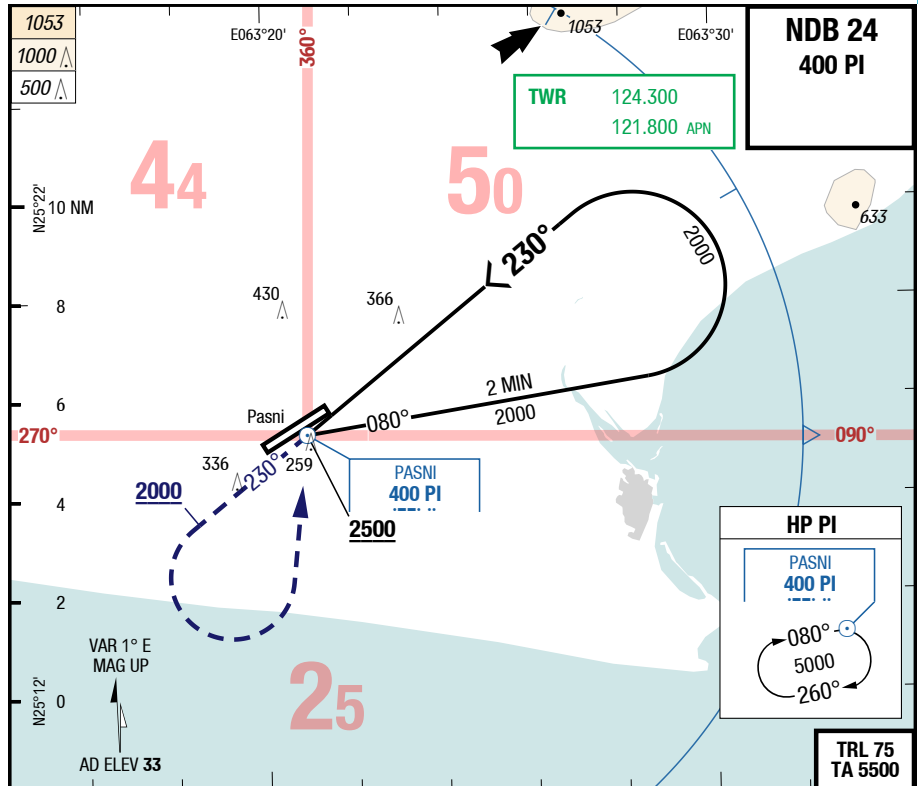 1053
1000
500
E063°20'
360°
1053
E063°30'
NDB 24
400 PI
TWR 124.300
121.800 APN
44
50
N25°22'
10 NM
633
230°
2000
8
430
366
6
Pasni
2 MIN
2000
080°
270°
090°
336
259
230°
PASNI
400 PI
2000
4
2500
HP PI
PASNI
400 PI
080°
5000
260°
2
VAR 1° E
MAG UP
25
N25°12'
0
AD ELEV 33
TRL 75
TA 5500